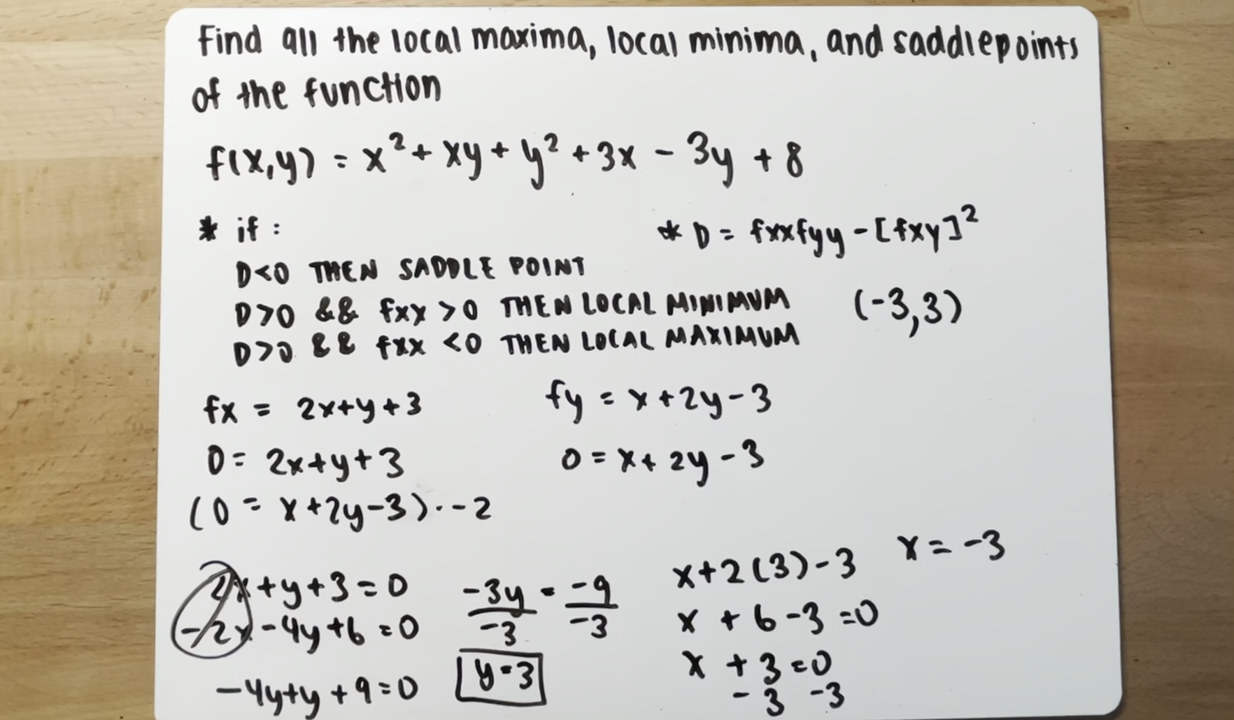 Find all the local maxima, local minima, and saddlepoints
of the function
f(x,y) = x² + xy + y² + 3x - 3y + 8
* if :
* D = fxxfyy - [fxy]²
D<0 THEN SADDLE POINT
D>0 && fxx >0 THEN LOCAL MINIMUM
D>0 && fxx <0 THEN LOCAL MAXIMUM
(-3,3)
fx = 2x+y+3
fy = x+2y-3
0 = 2x+y+3
0 = x+2y-3
(0 = x+2y-3)·-2
2x+y+3=0
-2x-4y+6=0
-4y+y+9=0
-3y = -9
-3 -3
y=3
x+2(3)-3
x + 6-3 =0
x + 3 =0
-3 -3
x = -3